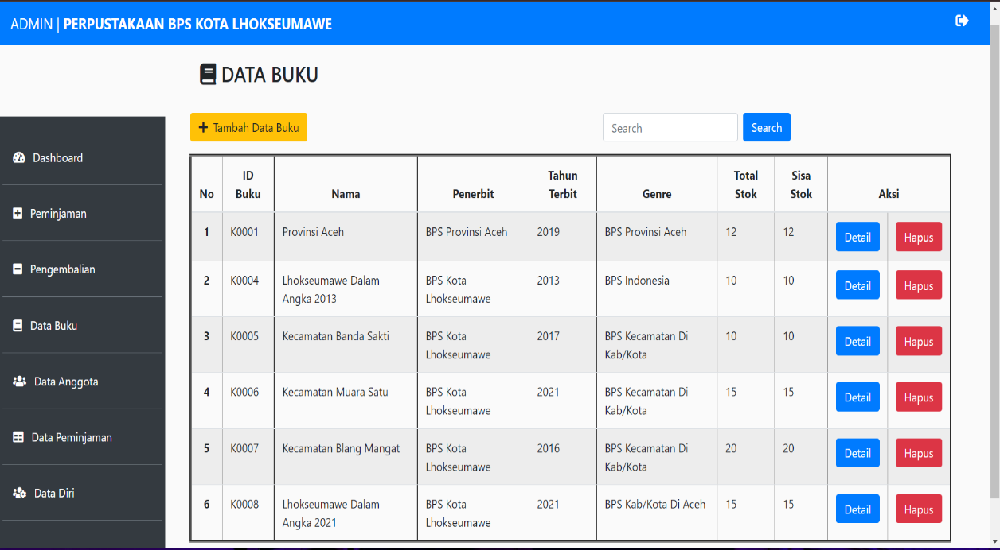 ADMIN | PERPUSTAKAAN BPS KOTA LHOKSEUMAWE
DATA BUKU
Tambah Data Buku
Search
Search
Dashboard
Peminjaman
Pengembalian
Data Buku
Data Anggota
Data Peminjaman
Data Diri
No ID Buku Nama Penerbit Tahun Terbit Genre Total Stok Sisa Stok Aksi
1 K0001 Provinsi Aceh BPS Provinsi Aceh 2019 BPS Provinsi Aceh 12 12 Detail Hapus
2 K0004 Lhokseumawe Dalam Angka 2013 BPS Kota Lhokseumawe 2013 BPS Indonesia 10 10 Detail Hapus
3 K0005 Kecamatan Banda Sakti BPS Kota Lhokseumawe 2017 BPS Kecamatan Di Kab/Kota 10 10 Detail Hapus
4 K0006 Kecamatan Muara Satu BPS Kota Lhokseumawe 2021 BPS Kecamatan Di Kab/Kota 15 15 Detail Hapus
5 K0007 Kecamatan Blang Mangat BPS Kota Lhokseumawe 2016 BPS Kecamatan Di Kab/Kota 20 20 Detail Hapus
6 K0008 Lhokseumawe Dalam Angka 2021 BPS Kota Lhokseumawe 2021 BPS Kab/Kota Di Aceh 15 15 Detail Hapus